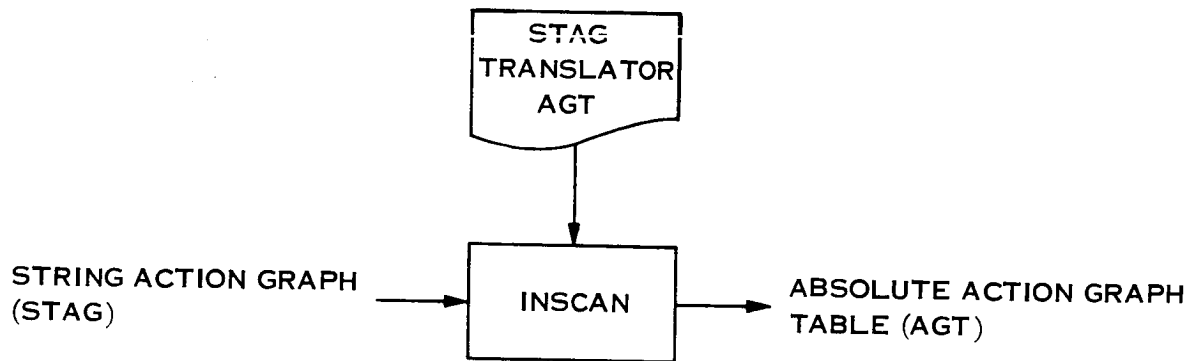 STAG
TRANSLATOR
AGT
STRING ACTION GRAPH
(STAG)
INSCAN
ABSOLUTE ACTION GRAPH
TABLE (AGT)